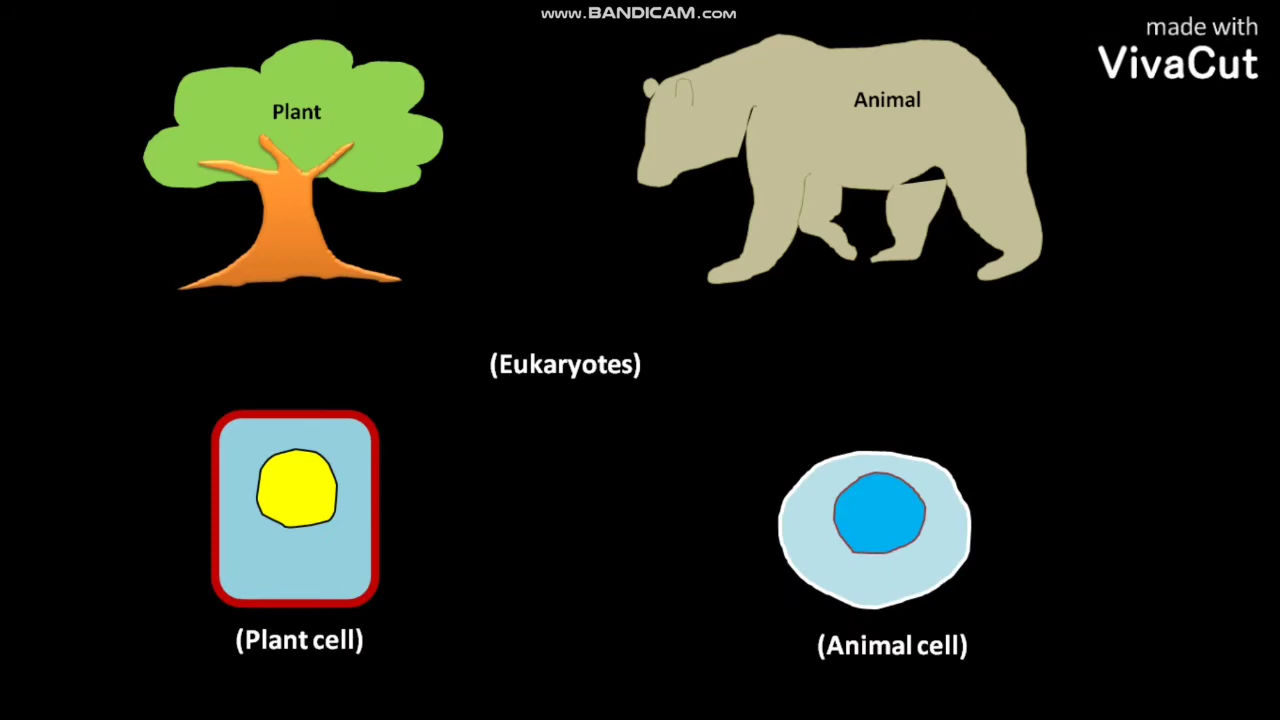 www.BANDICAM.com
made with
VivaCut
Plant
Animal
(Eukaryotes)
(Plant cell)
(Animal cell)